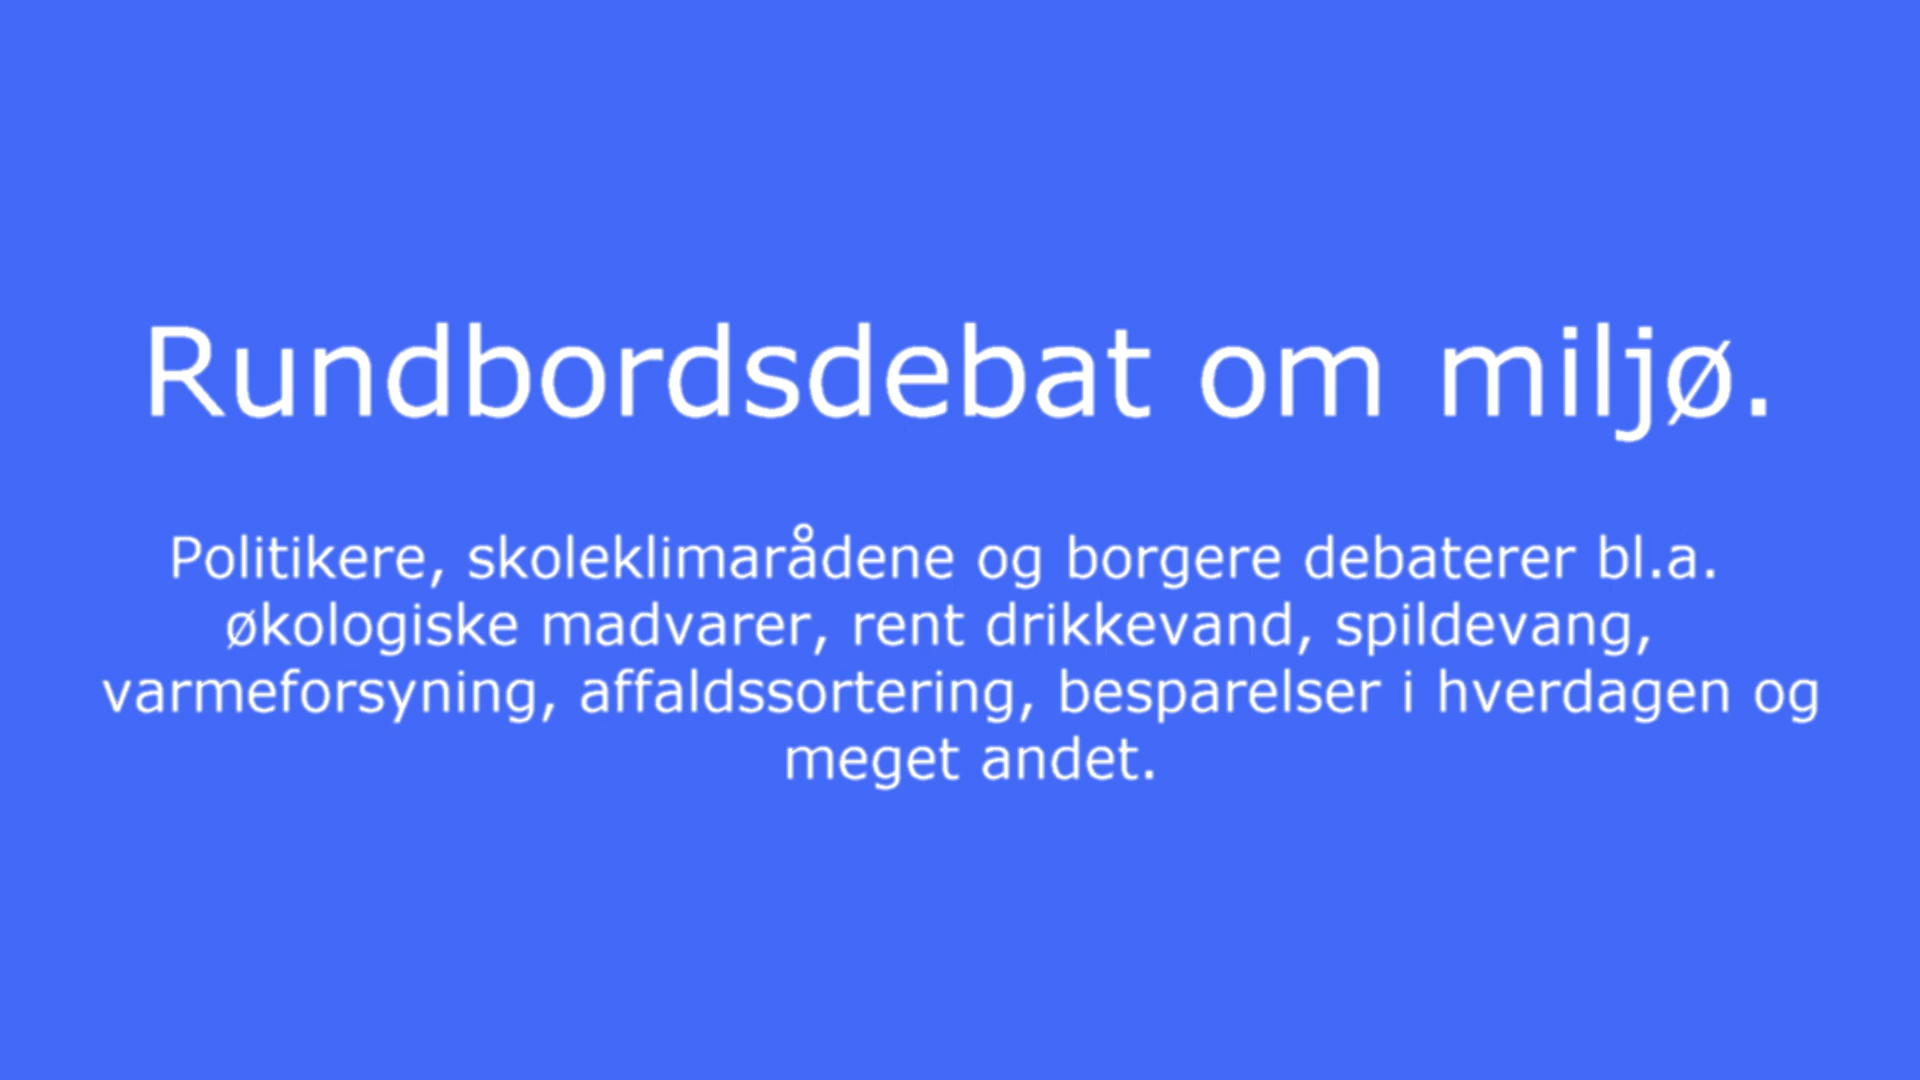 Rundbordsdebat om miljø.
Politikere, skoleklimarådene og borgere debaterer bl.a.
økologiske madvarer, rent drikkevand, spildevang,
varmeforsyning, affaldssortering, besparelser i hverdagen og
meget andet.